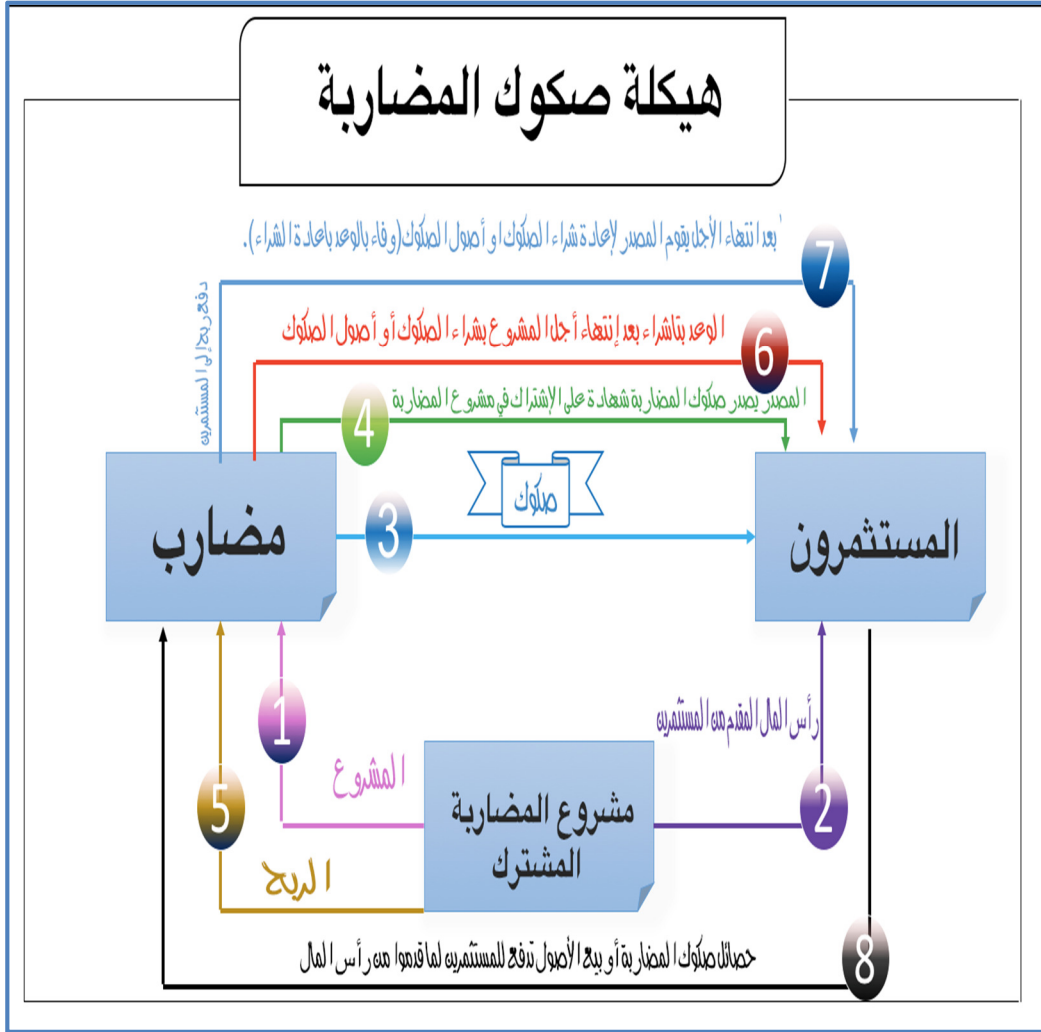 هيكلة صكوك المضاربة
بعد انتهاء الأجل يقوم المصدر لإعادة شراء الصكوك او أصول الصكوك (وفاء بالوعد باعادة الشراء).
7
دفع ربح إلى المستثمرين
الوعد بتاشراء بعد إنتهاء أجل المشروع بشراء الصكوك أو أصول الصكوك
6
المصدر يصدر صكوك المضاربة شهادة على الإشتراك في مشروع المضاربة
4
صكوك
3
المستثمرون
مضارب
رأس المال المقدم من المستثمرين
2
1
المشروع
مشروع المضاربة
المشترك
5
الربح
حصائل صكوك المضاربة أو بيع الأصول تدفع للمستثمرين لما قدموا من رأس المال
8